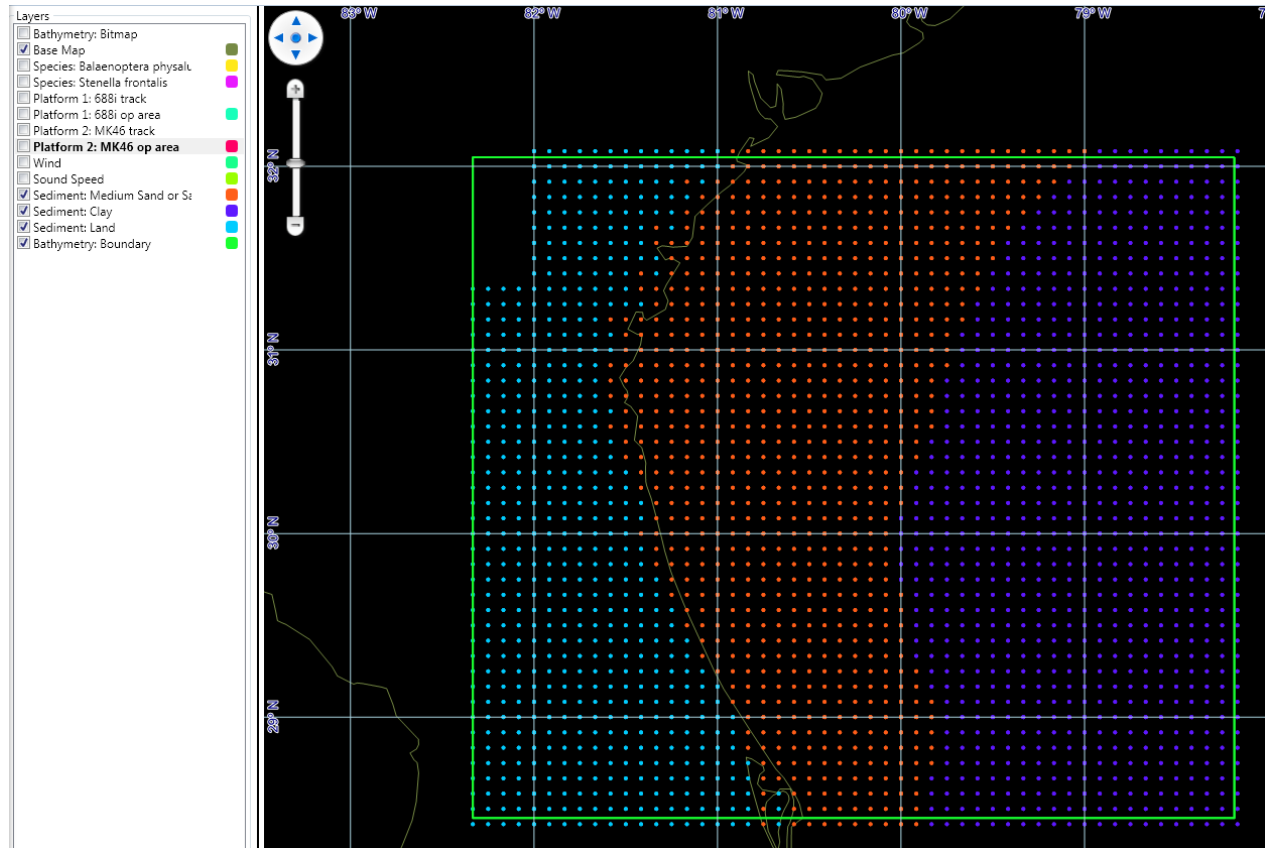 Layers
Bathymetry: Bitmap
Base Map
Species: Balaenoptera physalu
Species: Stenella frontalis
Platform 1: 688i track
Platform 1: 688i op area
Platform 2: MK46 track
Platform 2: MK46 op area
Wind
Sound Speed
Sediment: Medium Sand or Sa
Sediment: Clay
Sediment: Land
Bathymetry: Boundary
83° W 82° W 81° W 80° W 79° W 7
32° N
31° N
30° N
29° N